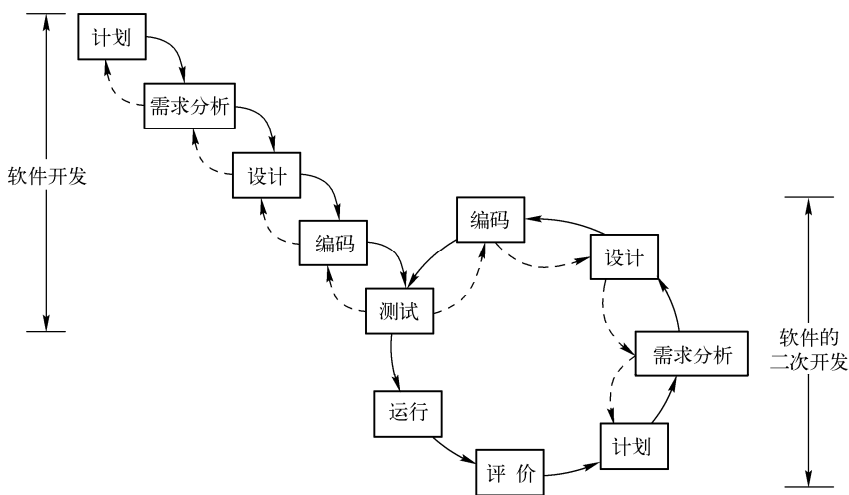 计划
需求分析
软件开发
设计
编码
编码
设计
测试
软件的
二次开发
需求分析
运行
计划
评 价